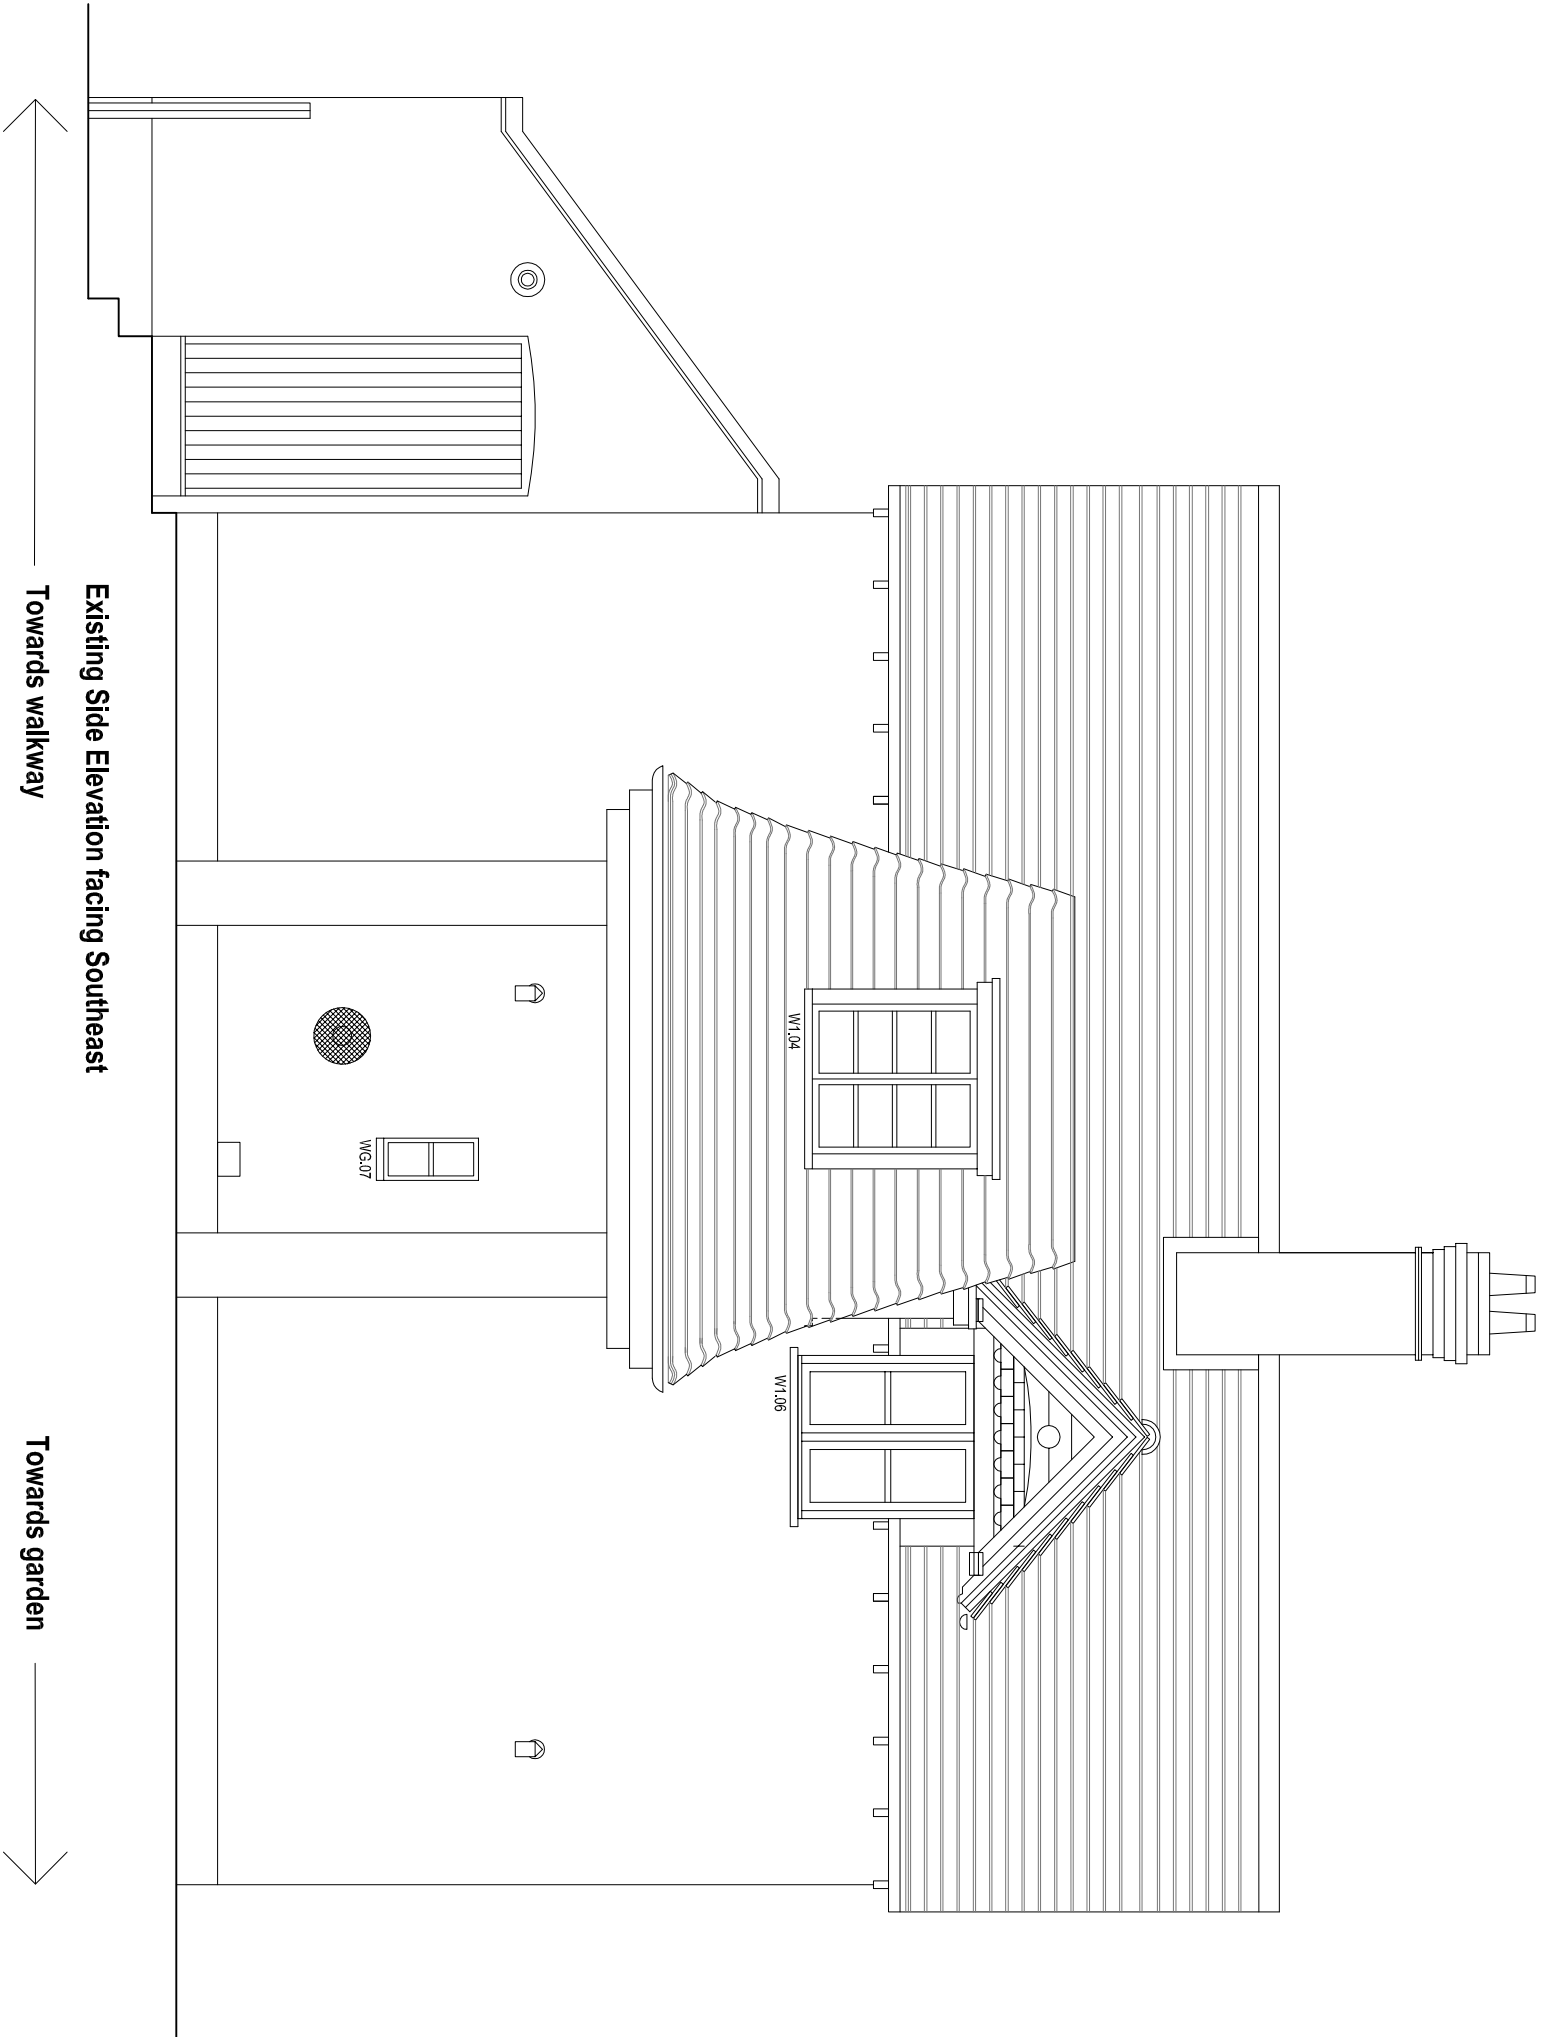 W1.04
W1.06
WG.07
Existing Side Elevation facing Southeast
Towards walkway
Towards garden